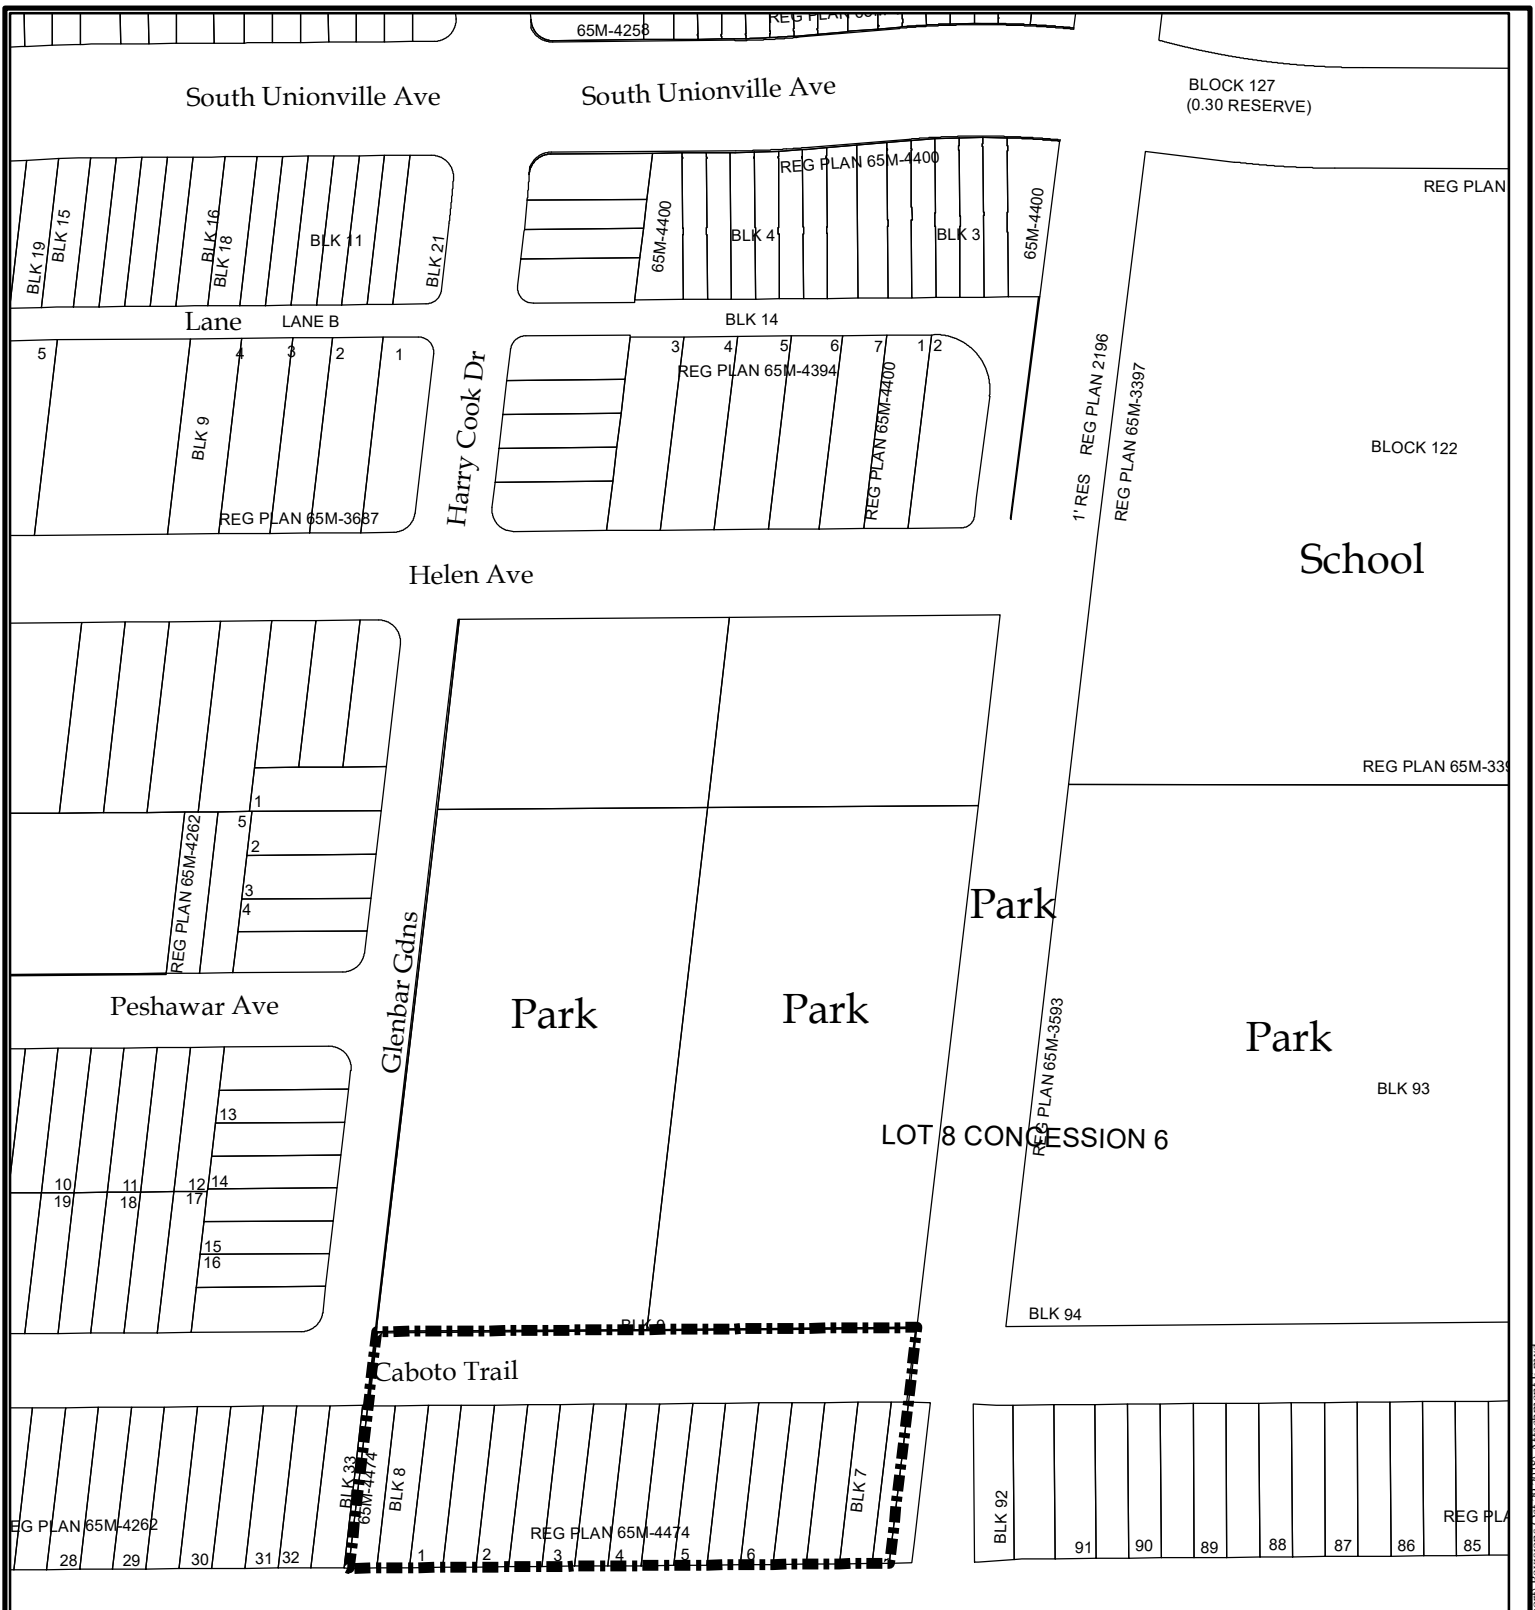 REG PLAN
65M-4258
South Unionville Ave
South Unionville Ave
BLOCK 127
(0.30 RESERVE)
REG PLAN 65M-4400
REG PLAN
BLK 19
BLK 15
BLK 16
BLK 18
BLK 11
BLK 21
65M-4400
BLK 4
BLK 3
65M-4400
Lane
LANE B
BLK 14
5
4
3
2
1
3
4
5
6
7
1
2
REG PLAN 65M-4394
REG PLAN 65M-4400
1' RES REG PLAN 2196
REG PLAN 65M-3397
BLK 9
Harry Cook Dr
BLOCK 122
REG PLAN 65M-3687
School
Helen Ave
REG PLAN 65M-339
1
5
2
3
4
REG PLAN 65M-4262
Park
Glenbar Gdns
Peshawar Ave
Park
Park
Park
REG PLAN 65M-3593
BLK 93
13
LOT 8 CONCESSION 6
10
11
12
14
19
18
17
15
16
BLK 94
BLK 9
Caboto Trail
BLK 33
65M-4474
BLK 8
BLK 7
BLK 92
EG PLAN 65M-4262
REG PLAN 65M-4474
REG PLA
28
29
30
31
32
1
2
3
4
5
6
91
90
89
88
87
86
85